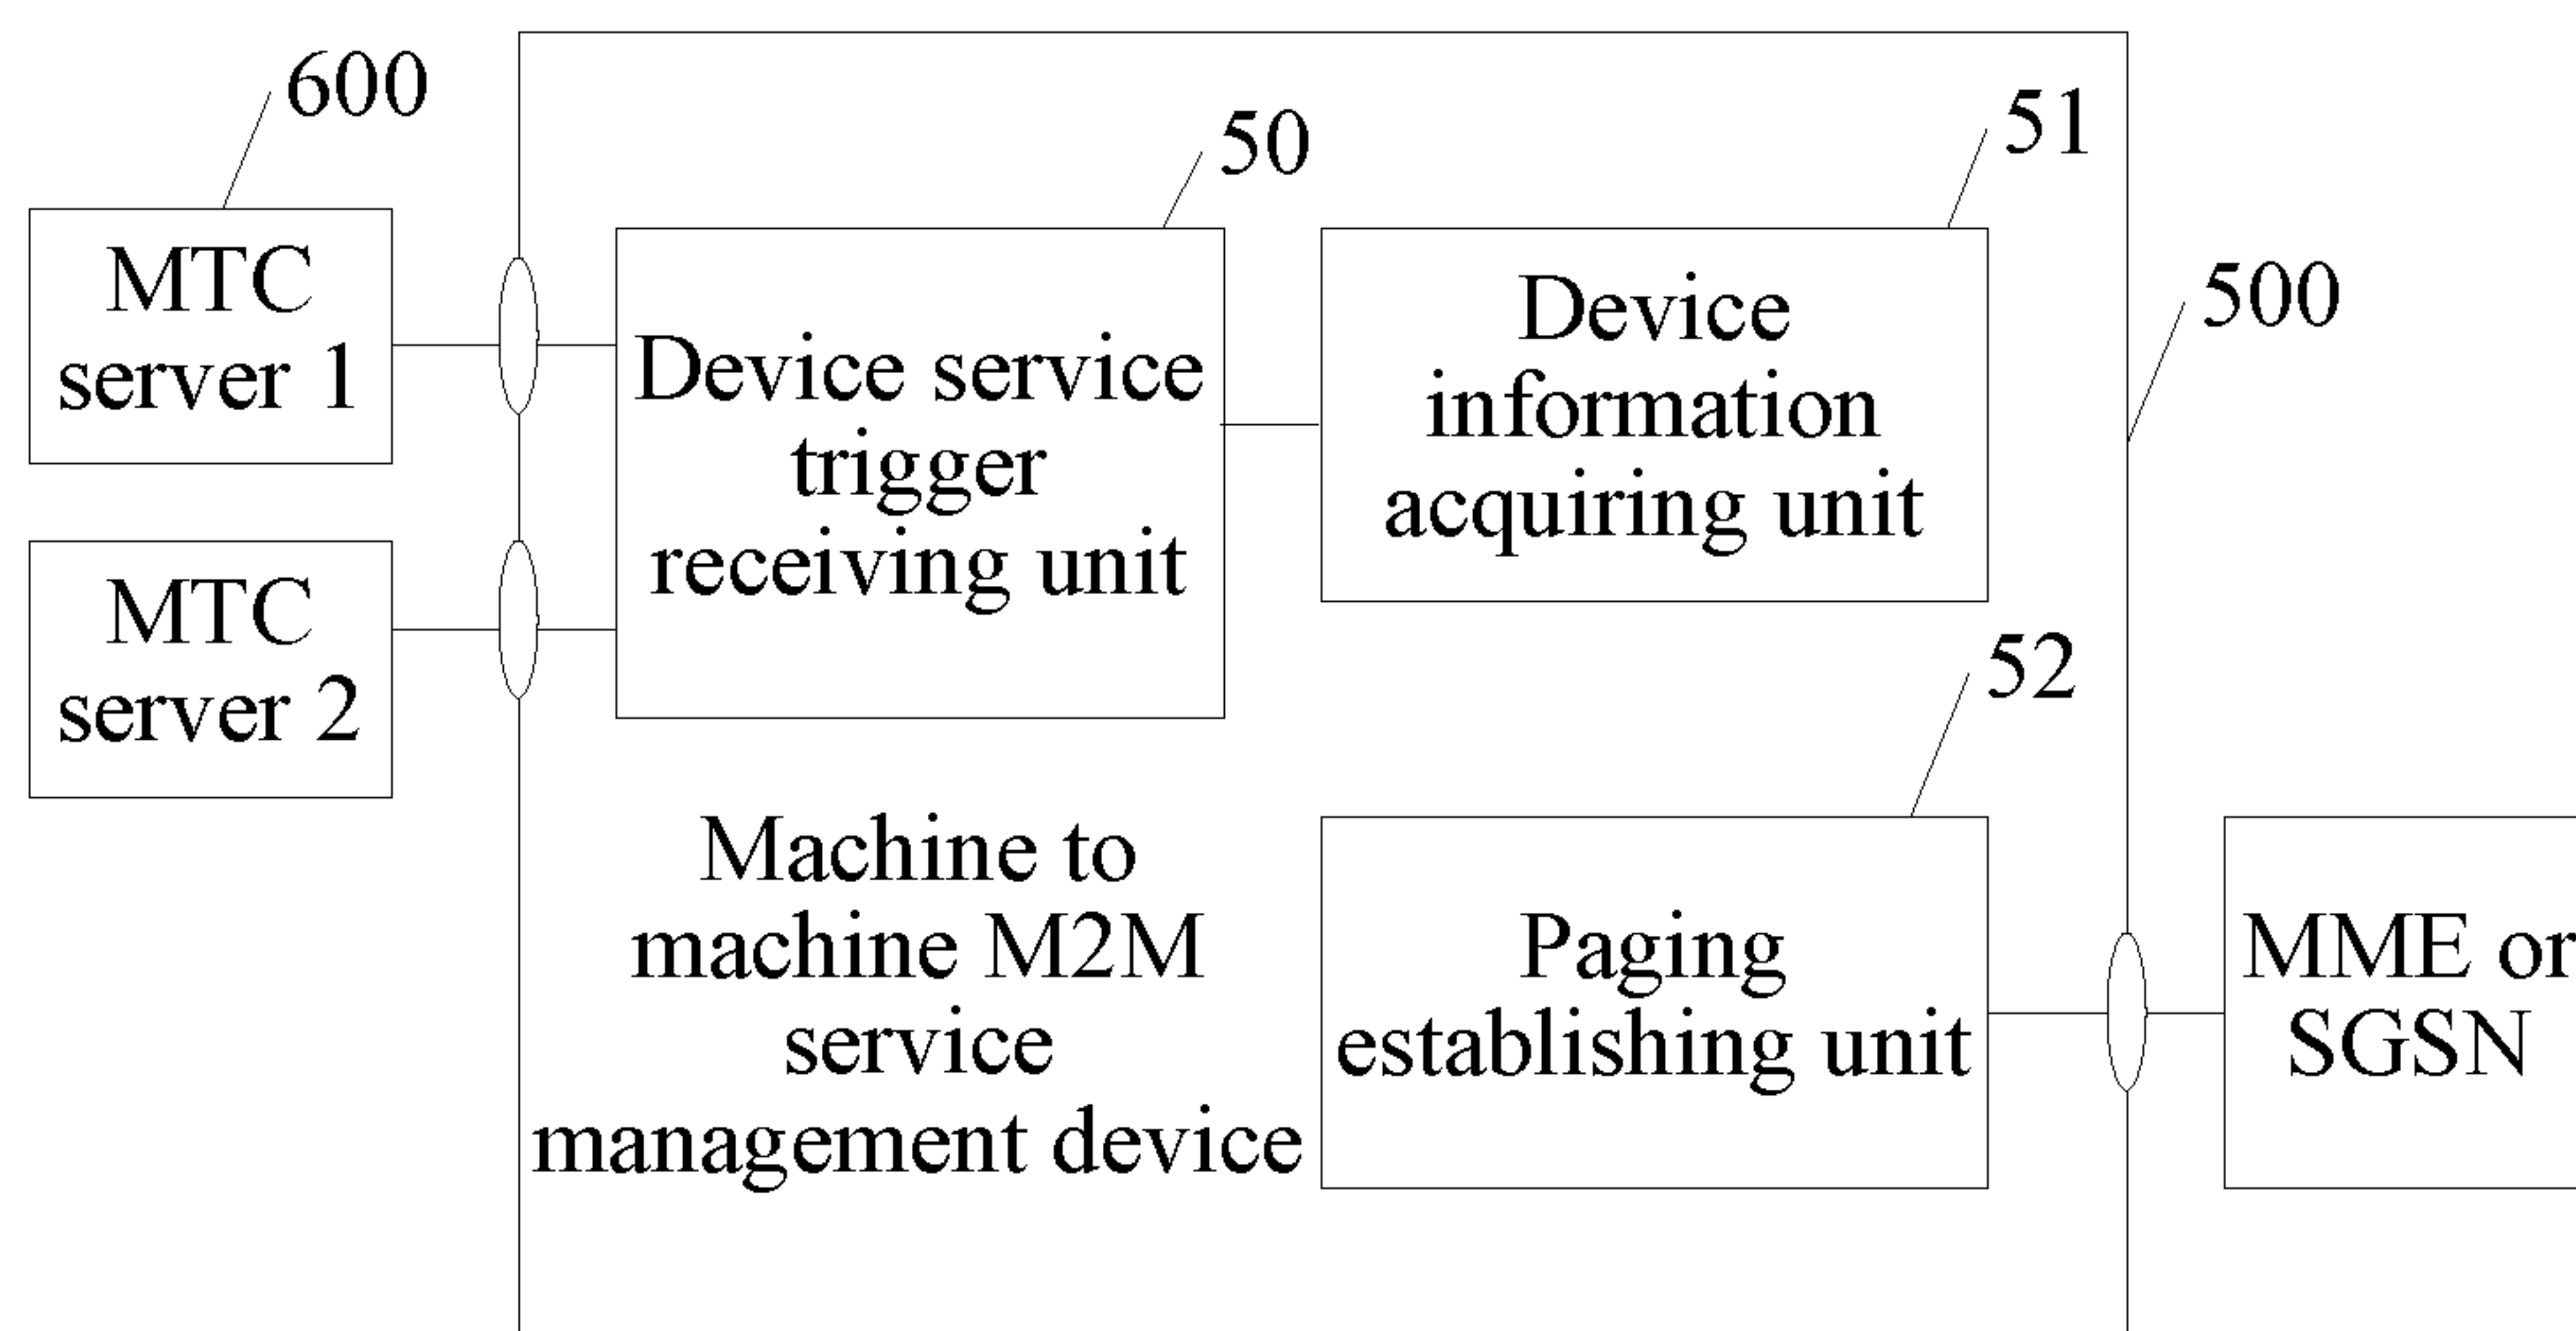 600
50
51
500
MTC
server 1
Device service
trigger
receiving unit
Device
information
acquiring unit
MTC
server 2
52
Machine to
machine M2M
service
management device
Paging
establishing unit
MME or
SGSN